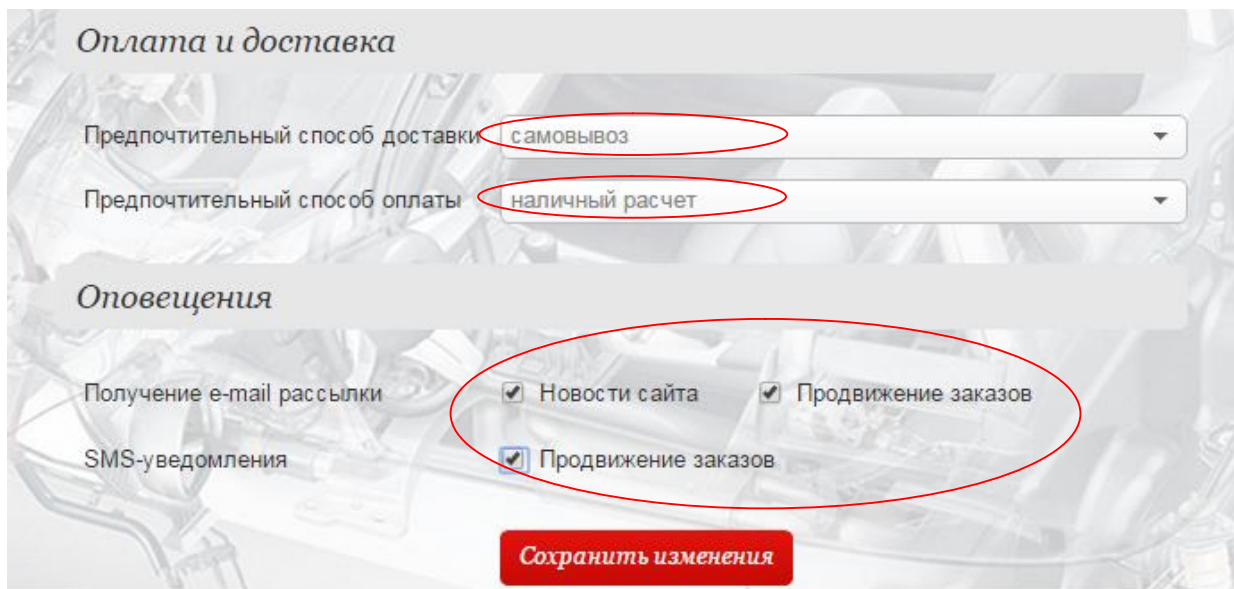 Оплата и доставка
Предпочтительный способ доставки самовывоз
Предпочтительный способ оплаты наличный расчет
Оповещения
Получение e-mail рассылки Новости сайта Продвижение заказов
SMS-уведомления Продвижение заказов
Сохранить изменения